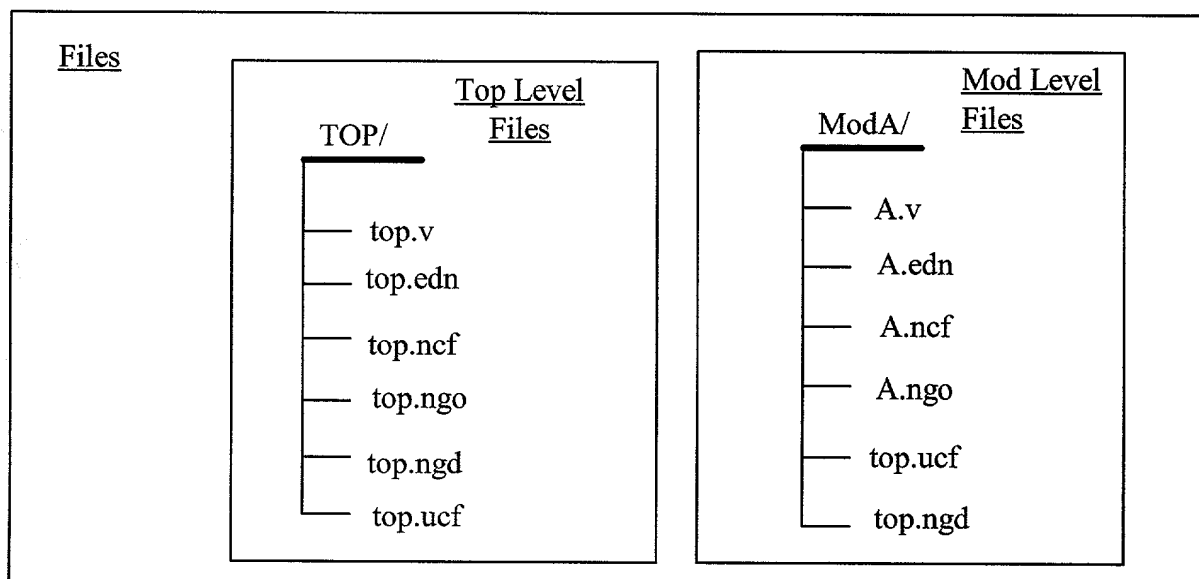 Files
Top Level
Files
TOP/
top.v
top.edn
top.ncf
top.ngo
top.ngd
top.ucf
Mod Level
Files
ModA/
A.v
A.edn
A.ncf
A.ngo
top.ucf
top.ngd